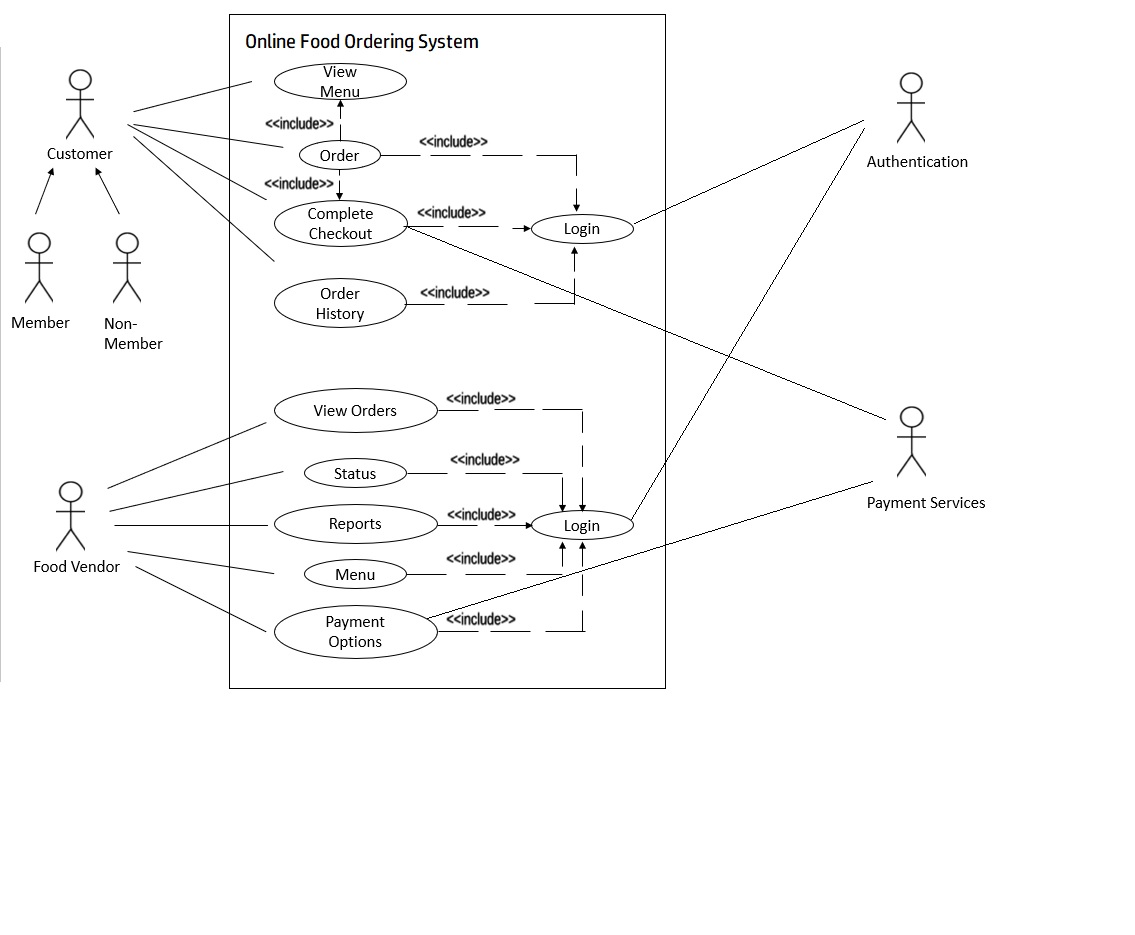 Online Food Ordering System
View
Menu
<<include>>
<<include>>
Customer
Order
Authentication
<<include>>
Complete
Checkout
<<include>>
Login
Order
History
<<include>>
Member
Non-
Member
View Orders
<<include>>
Status
<<include>>
Payment Services
Reports
<<include>>
Login
Food Vendor
Menu
<<include>>
Payment
Options
<<include>>